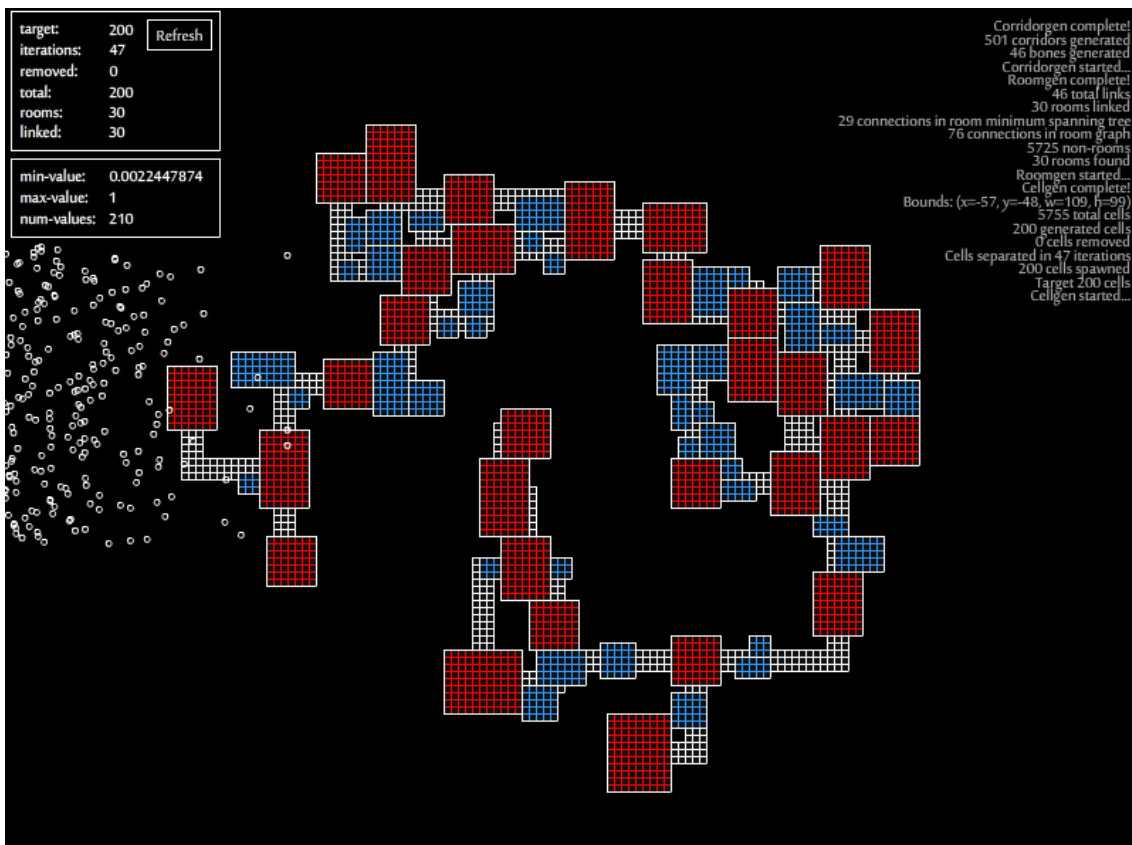 target: 200
Refresh
iterations: 47
removed: 0
total: 200
rooms: 30
linked: 30
min-value: 0.0022447874
max-value: 1
num-values: 210
Corridorgen complete!
501 corridors generated
46 bones generated
Corridorgen started...
Roomgen complete!
46 total links
30 rooms linked
29 connections in room minimum spanning tree
76 connections in room graph
5725 non-rooms
30 rooms found
Roomgen started...
Cellgen complete!
Bounds: (x=-57, y=-48, w=109, h=99)
5755 total cells
200 generated cells
0 cells removed
Cells separated in 47 iterations
200 cells spawned
Target 200 cells
Cellgen started...